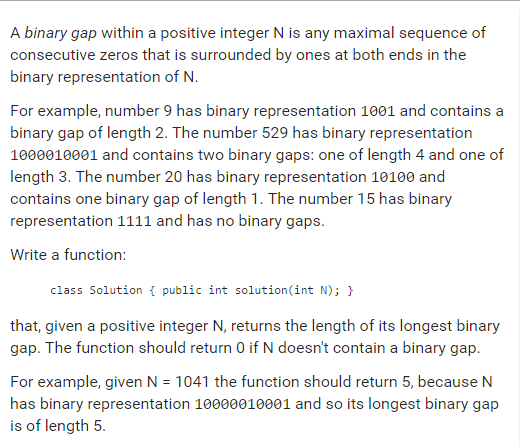 A binary gap within a positive integer N is any maximal sequence of
consecutive zeros that is surrounded by ones at both ends in the
binary representation of N.
For example, number 9 has binary representation 1001 and contains a
binary gap of length 2. The number 529 has binary representation
1000010001 and contains two binary gaps: one of length 4 and one of
length 3. The number 20 has binary representation 10100 and
contains one binary gap of length 1. The number 15 has binary
representation 1111 and has no binary gaps.
Write a function:
class Solution { public int solution(int N); }
that, given a positive integer N, returns the length of its longest binary
gap. The function should return 0 if N doesn't contain a binary gap.
For example, given N = 1041 the function should return 5, because N
has binary representation 10000010001 and so its longest binary gap
is of length 5.